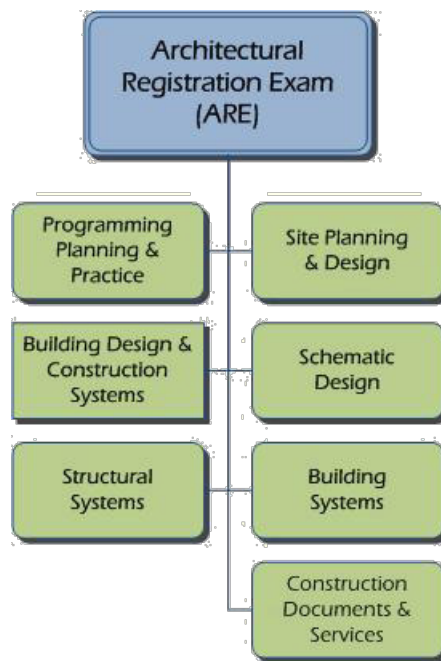 Architectural
Registration Exam
(ARE)
Programming
Planning &
Practice
Site Planning
& Design
Building Design &
Construction
Systems
Schematic
Design
Structural
Systems
Building
Systems
Construction
Documents &
Services